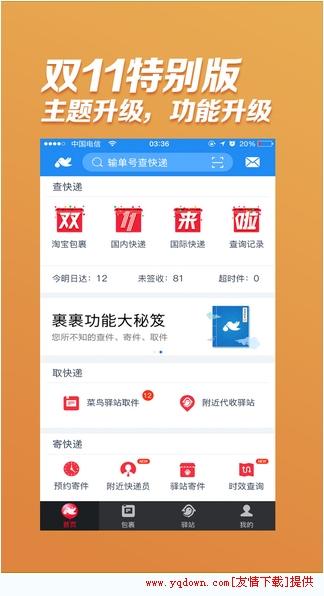 双11特别版
主题升级，功能升级
中国电信 03:36 20%
输单号查快递
查快递
双 11 来 啦
淘宝包裹 国内快递 国际快递 查询记录
今明日达：12 未签收：81 超时件：0
裹裹功能大秘笈
您所不知的查件、寄件、取件
取快递
菜鸟驿站取件 12 附近代收驿站
寄快递
NEW NEW
预约寄件 附近快递员 驿站寄件 时效查询
首页 包裹 驿站 我的
www.yqdown.com[友情下载]提供